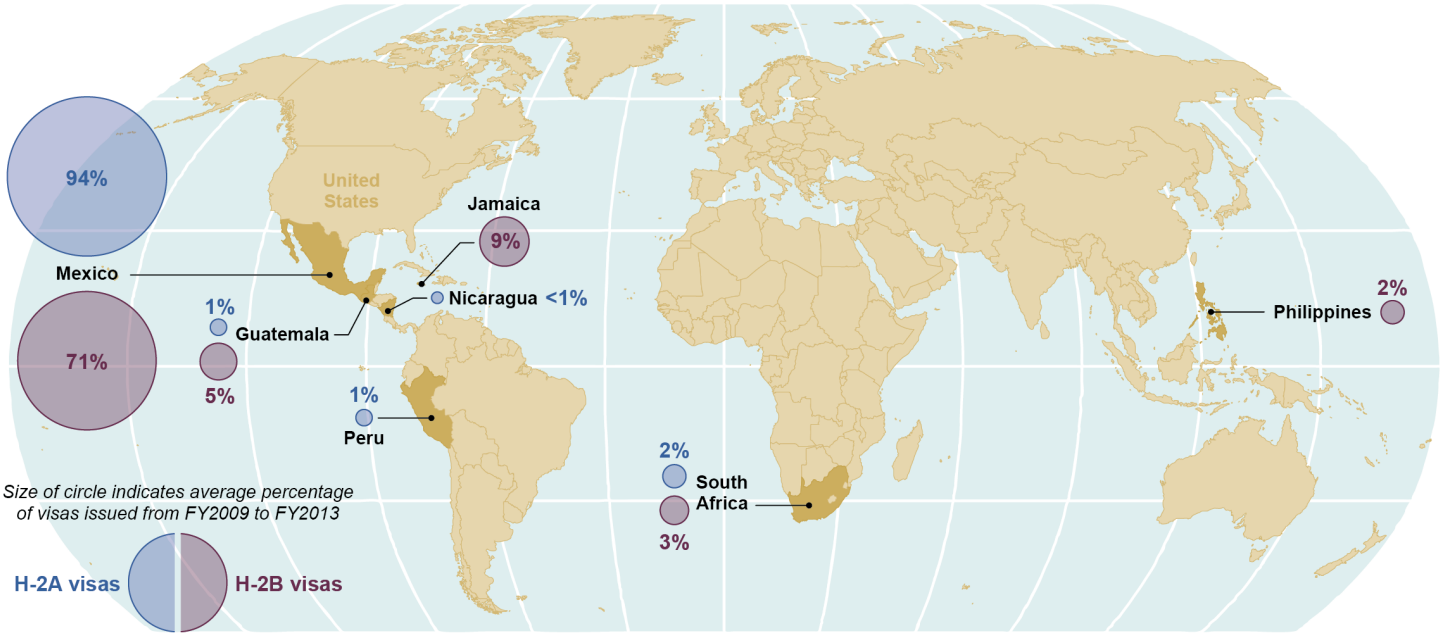 94%
United
States
Jamaica
9%
Mexico
1%
Nicaragua <1%
2%
Philippines
Guatemala
71%
5%
1%
Peru
2%
South
Africa
3%
Size of circle indicates average percentage
of visas issued from FY2009 to FY2013
H-2A visas
H-2B visas